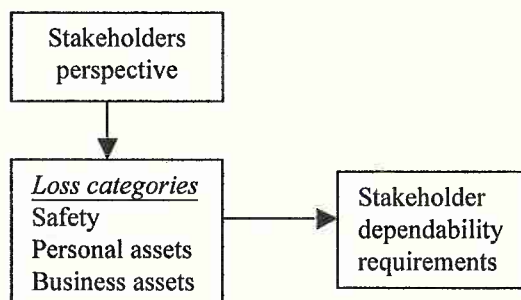 Stakeholders
perspective
Loss categories
Safety
Personal assets
Business assets
Stakeholder
dependability
requirements